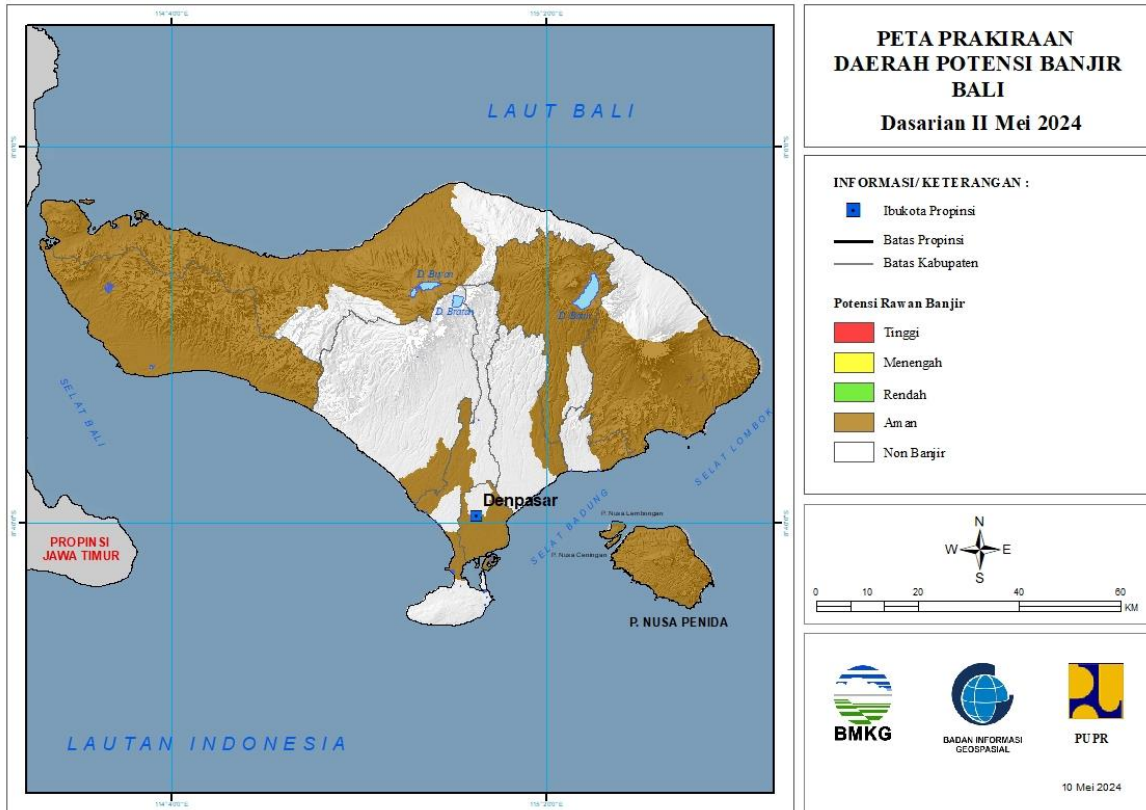 PETA PRAKIRAAN
DAERAH POTENSI BANJIR
BALI
Dasarian II Mei 2024
INFORMASI/ KETERANGAN :
Ibukota Propinsi
Batas Propinsi
Batas Kabupaten
Potensi Rawan Banjir
Tinggi
Menengah
Rendah
Aman
Non Banjir
N
W E
S
0 10 20 40 60
KM
BMKG
BADAN INFORMASI
GEOSPASIAL
PUPR
10 Mei 2024
LAUT BALI
D. Buyan
D. Bratan
SELAT BALI
SELAT LOMBOK
Denpasar
SELAT BADUNG
P. Nusa Lembongan
P. Nusa Ceningan
PROPINSI
JAWA TIMUR
P. NUSA PENIDA
LAUTAN INDONESIA